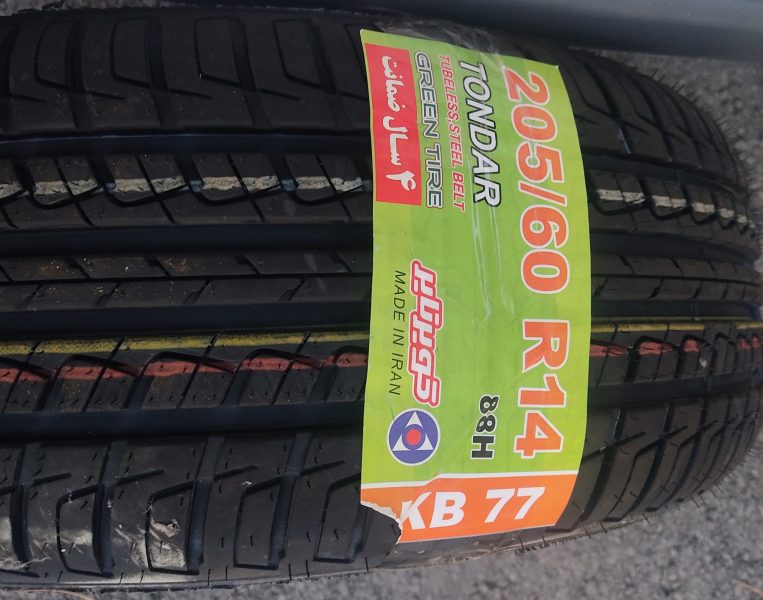 205/60 R14
88H
TONDAR
TUBELESS,STEEL BELT
GREEN TIRE
۴ سال ضمانت
کویر تایر
MADE IN IRAN
KB 77